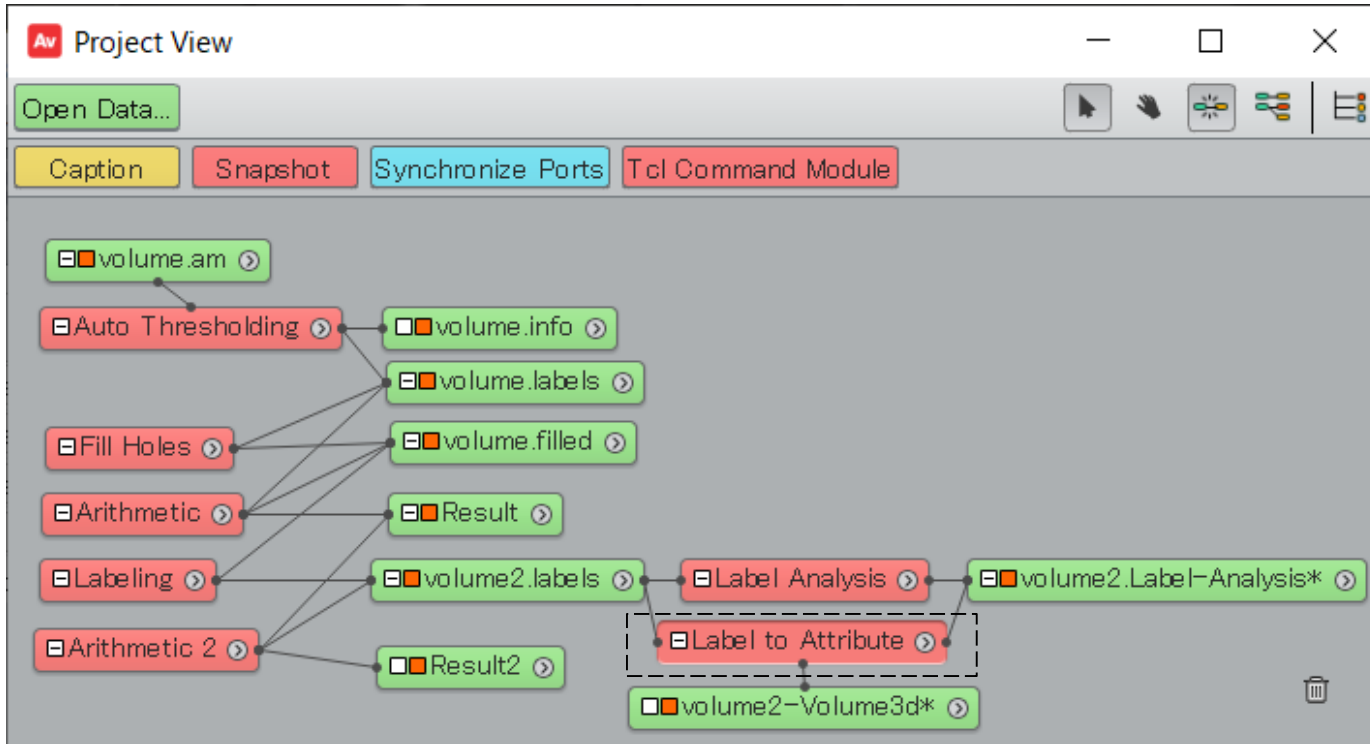 Av Project View
Open Data...
Caption Snapshot Synchronize Ports Tcl Command Module
volume.am
Auto Thresholding volume.info
volume.labels
Fill Holes volume.filled
Arithmetic Result
Labeling volume2.labels Label Analysis volume2.Label-Analysis*
Arithmetic 2 Label to Attribute
Result2
volume2-Volume3d*